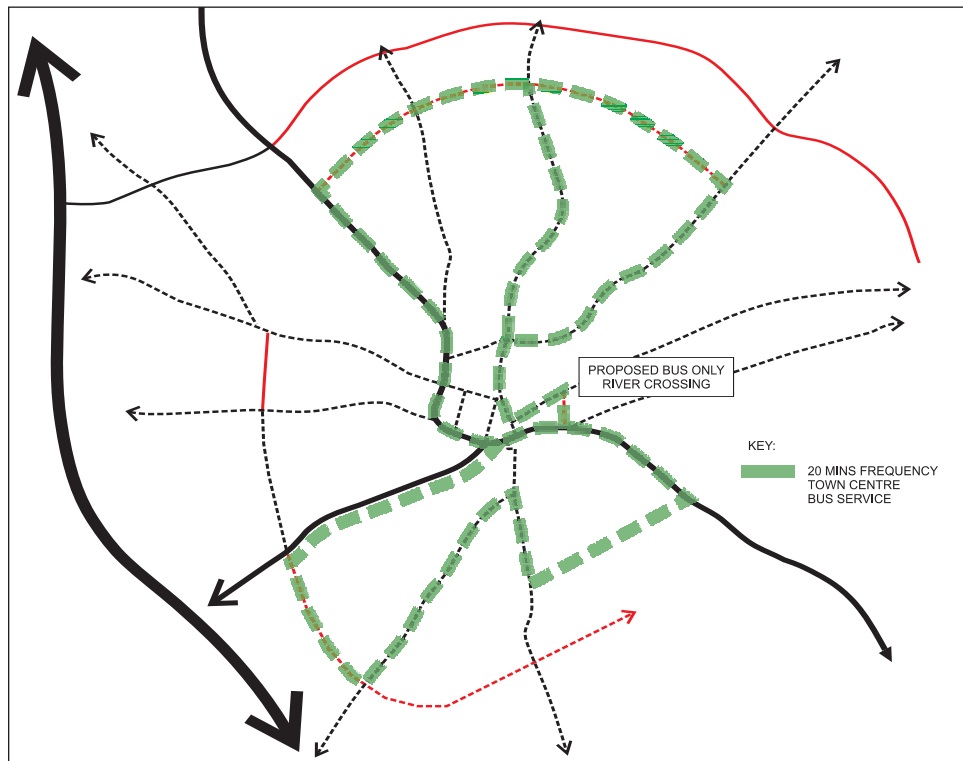 PROPOSED BUS ONLY
RIVER CROSSING
KEY:
20 MINS FREQUENCY
TOWN CENTRE
BUS SERVICE